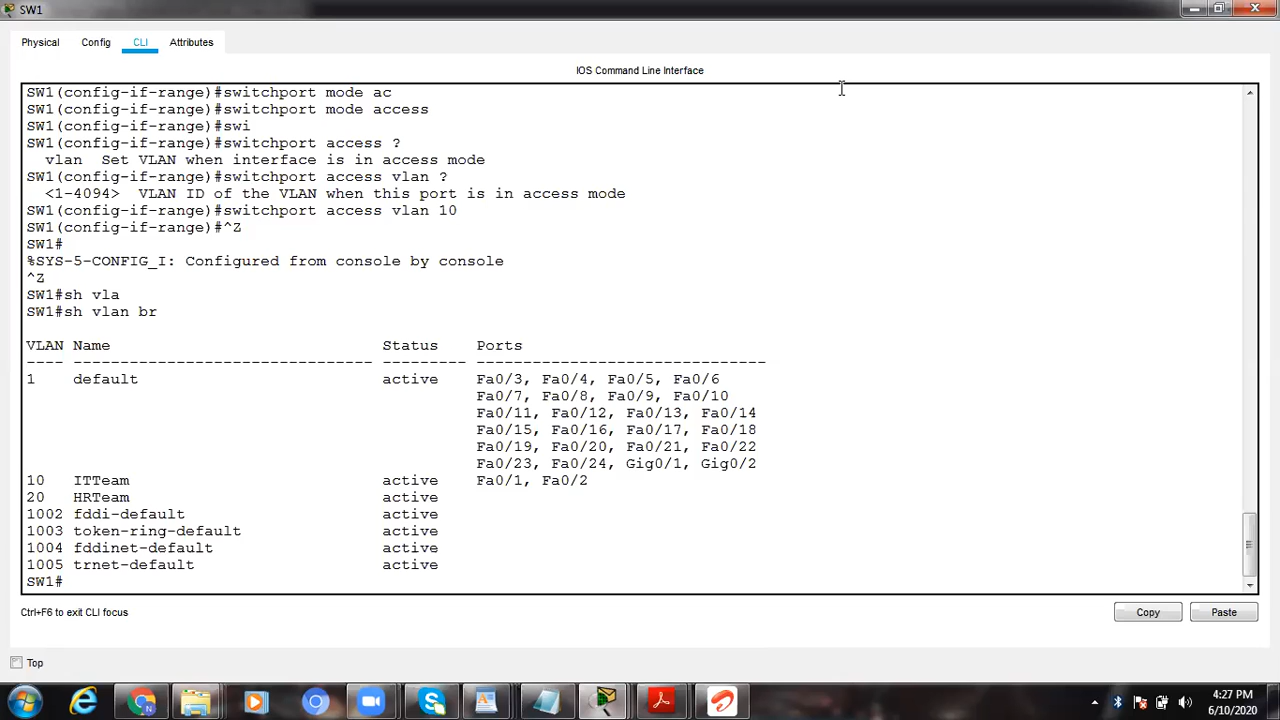 SW1
Physical Config CLI Attributes
IOS Command Line Interface
SW1(config-if-range)#switchport mode ac
SW1(config-if-range)#switchport mode access
SW1(config-if-range)#swi
SW1(config-if-range)#switchport access ?
  vlan  Set VLAN when interface is in access mode
SW1(config-if-range)#switchport access vlan ?
  <1-4094>  VLAN ID of the VLAN when this port is in access mode
SW1(config-if-range)#switchport access vlan 10
SW1(config-if-range)#^Z
SW1#
%SYS-5-CONFIG_I: Configured from console by console
^Z
SW1#sh vla
SW1#sh vlan br
VLAN Name                             Status    Ports
---- -------------------------------- --------- -------------------------------
1    default                          active    Fa0/3, Fa0/4, Fa0/5, Fa0/6
                                                Fa0/7, Fa0/8, Fa0/9, Fa0/10
                                                Fa0/11, Fa0/12, Fa0/13, Fa0/14
                                                Fa0/15, Fa0/16, Fa0/17, Fa0/18
                                                Fa0/19, Fa0/20, Fa0/21, Fa0/22
                                                Fa0/23, Fa0/24, Gig0/1, Gig0/2
10   ITTeam                           active    Fa0/1, Fa0/2
20   HRTeam                           active
1002 fddi-default                     active
1003 token-ring-default               active
1004 fddinet-default                  active
1005 trnet-default                    active
SW1#
Ctrl+F6 to exit CLI focus
Copy Paste
Top
4:27 PM
6/10/2020